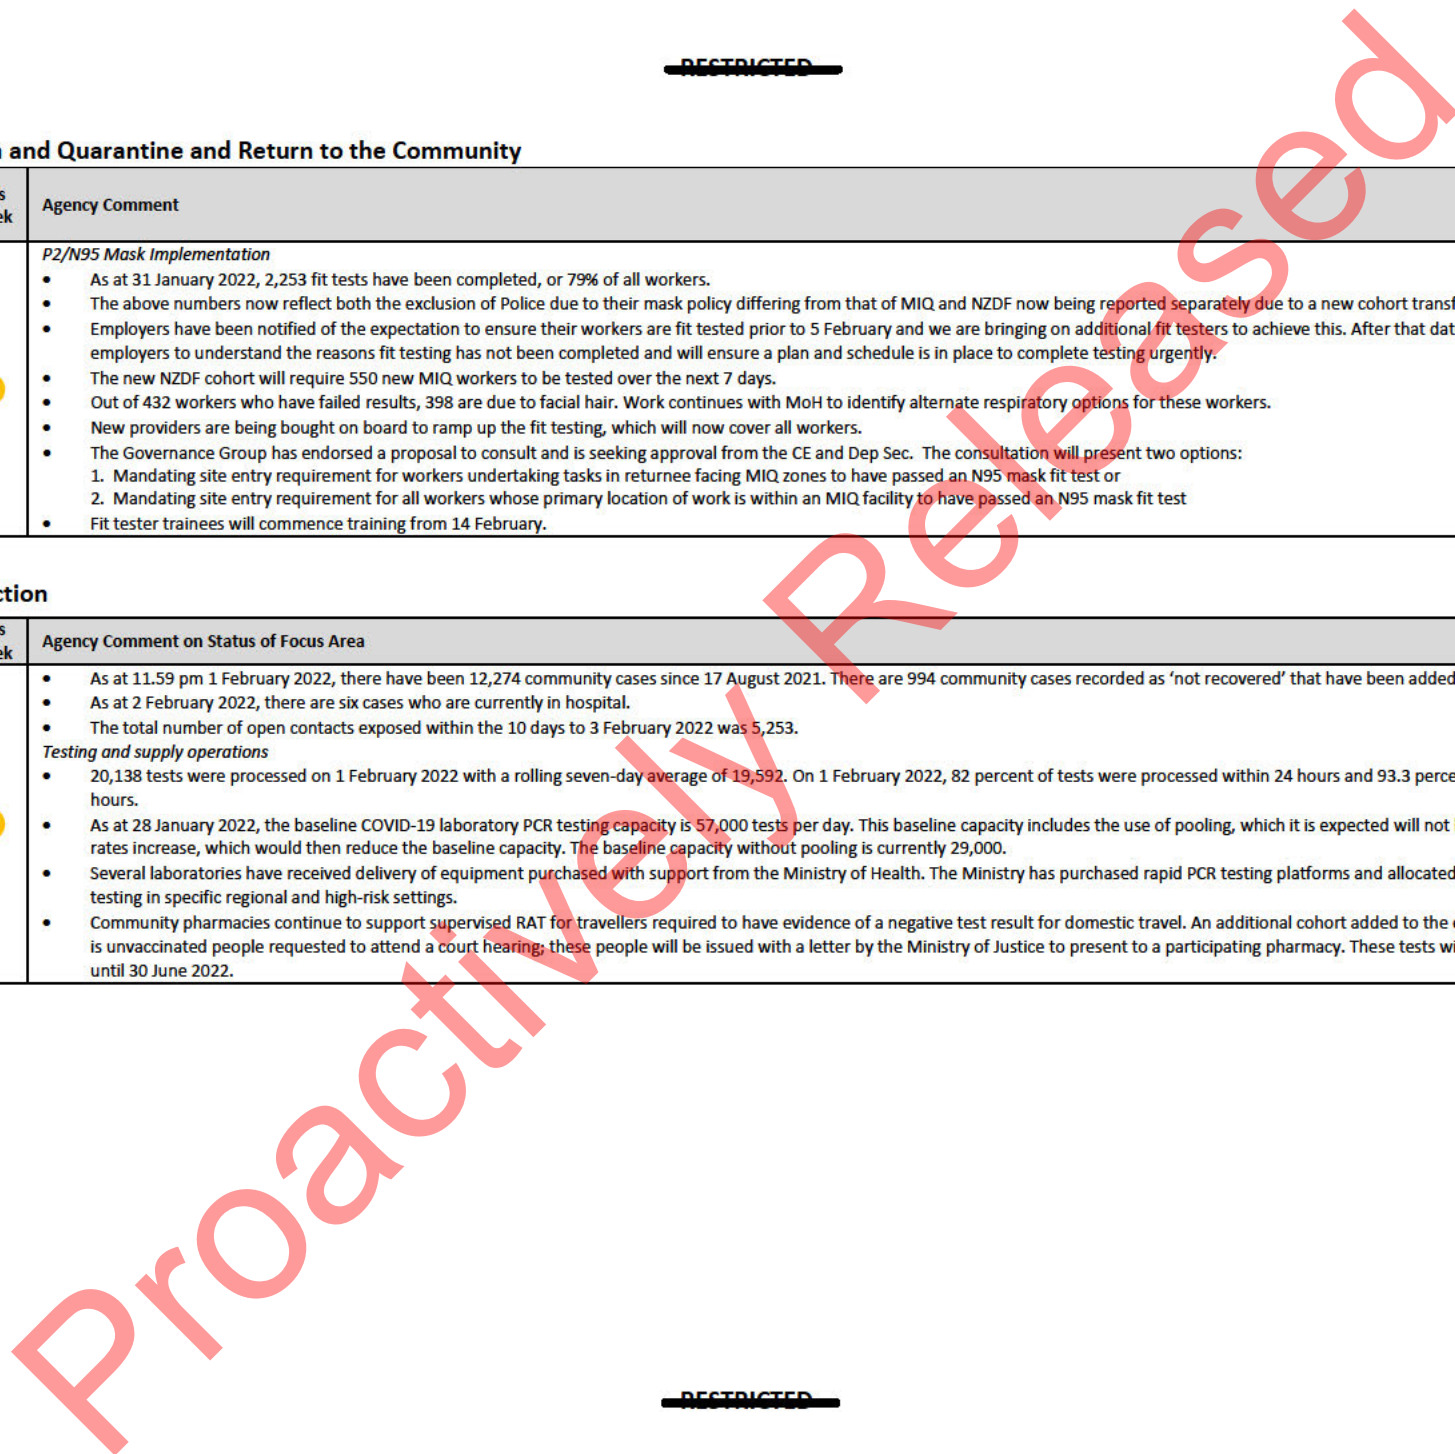 RESTRICTED
and Quarantine and Return to the Community
s
ek
Agency Comment
P2/N95 Mask Implementation
• As at 31 January 2022, 2,253 fit tests have been completed, or 79% of all workers.
• The above numbers now reflect both the exclusion of Police due to their mask policy differing from that of MIQ and NZDF now being reported separately due to a new cohort transf
• Employers have been notified of the expectation to ensure their workers are fit tested prior to 5 February and we are bringing on additional fit testers to achieve this. After that dat
employers to understand the reasons fit testing has not been completed and will ensure a plan and schedule is in place to complete testing urgently.
• The new NZDF cohort will require 550 new MIQ workers to be tested over the next 7 days.
• Out of 432 workers who have failed results, 398 are due to facial hair. Work continues with MoH to identify alternate respiratory options for these workers.
• New providers are being bought on board to ramp up the fit testing, which will now cover all workers.
• The Governance Group has endorsed a proposal to consult and is seeking approval from the CE and Dep Sec. The consultation will present two options:
1. Mandating site entry requirement for workers undertaking tasks in returnee facing MIQ zones to have passed an N95 mask fit test or
2. Mandating site entry requirement for all workers whose primary location of work is within an MIQ facility to have passed an N95 mask fit test
• Fit tester trainees will commence training from 14 February.
ction
s
ek
Agency Comment on Status of Focus Area
• As at 11.59 pm 1 February 2022, there have been 12,274 community cases since 17 August 2021. There are 994 community cases recorded as ‘not recovered’ that have been added
• As at 2 February 2022, there are six cases who are currently in hospital.
• The total number of open contacts exposed within the 10 days to 3 February 2022 was 5,253.
Testing and supply operations
• 20,138 tests were processed on 1 February 2022 with a rolling seven-day average of 19,592. On 1 February 2022, 82 percent of tests were processed within 24 hours and 93.3 perce
hours.
• As at 28 January 2022, the baseline COVID-19 laboratory PCR testing capacity is 57,000 tests per day. This baseline capacity includes the use of pooling, which it is expected will not
rates increase, which would then reduce the baseline capacity. The baseline capacity without pooling is currently 29,000.
• Several laboratories have received delivery of equipment purchased with support from the Ministry of Health. The Ministry has purchased rapid PCR testing platforms and allocated
testing in specific regional and high-risk settings.
• Community pharmacies continue to support supervised RAT for travellers required to have evidence of a negative test result for domestic travel. An additional cohort added to the
is unvaccinated people requested to attend a court hearing; these people will be issued with a letter by the Ministry of Justice to present to a participating pharmacy. These tests wi
until 30 June 2022.
Proactively Released
RESTRICTED